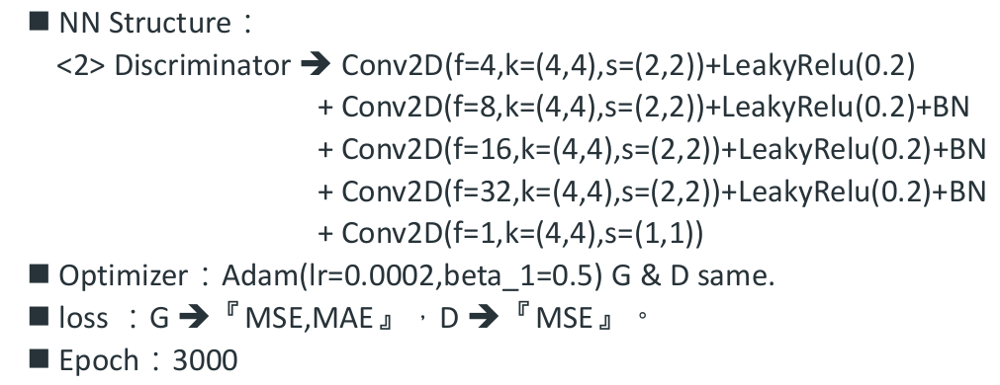 ■ NN Structure：
<2> Discriminator ➔ Conv2D(f=4,k=(4,4),s=(2,2))+LeakyRelu(0.2)
+ Conv2D(f=8,k=(4,4),s=(2,2))+LeakyRelu(0.2)+BN
+ Conv2D(f=16,k=(4,4),s=(2,2))+LeakyRelu(0.2)+BN
+ Conv2D(f=32,k=(4,4),s=(2,2))+LeakyRelu(0.2)+BN
+ Conv2D(f=1,k=(4,4),s=(1,1))
■ Optimizer：Adam(lr=0.0002,beta_1=0.5) G & D same.
■ loss ：G ➔『MSE,MAE』，D ➔『MSE』。
■ Epoch：3000